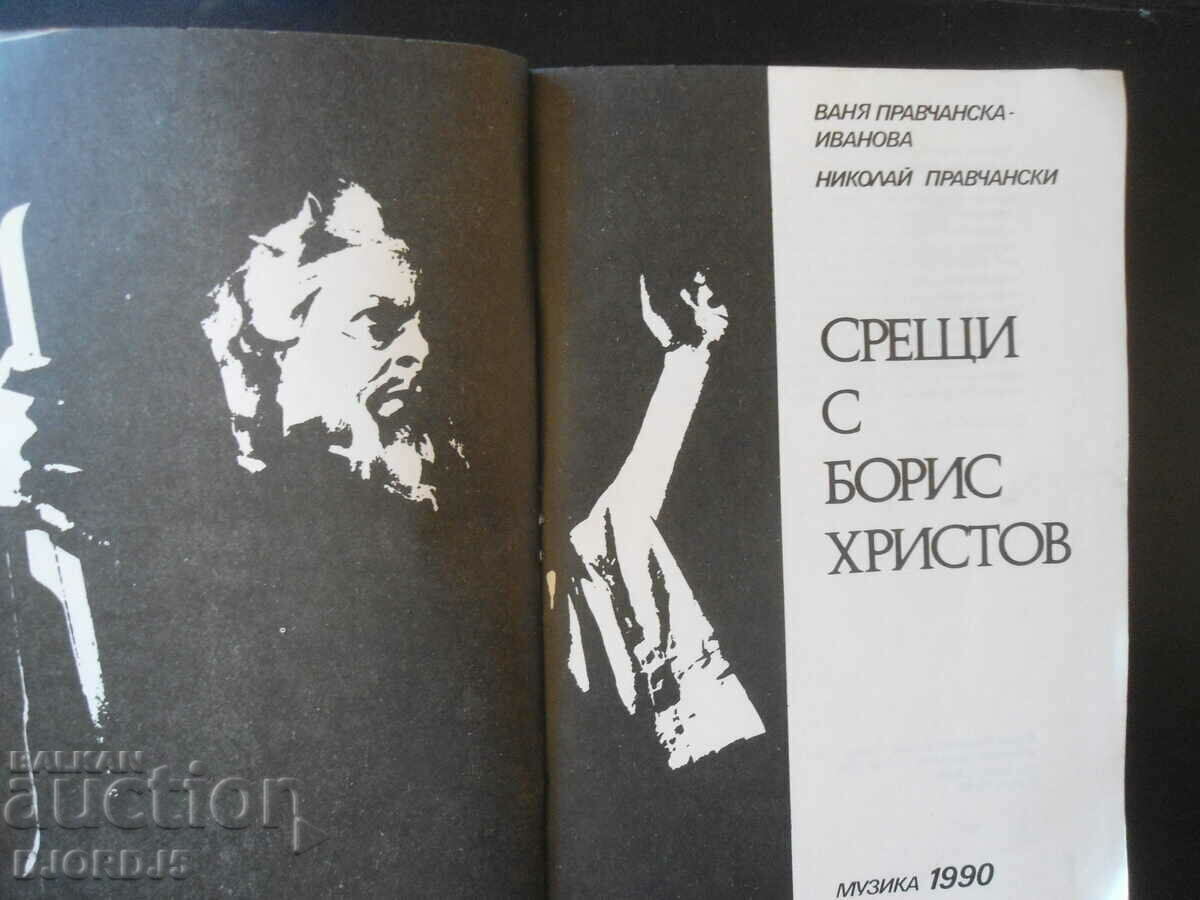 ВАНЯ ПРАВЧАНСКА-
ИВАНОВА
НИКОЛАЙ ПРАВЧАНСКИ
СРЕЩИ
С
БОРИС
ХРИСТОВ
МУЗИКА 1990
BALKAN
auction
DJORDJ5